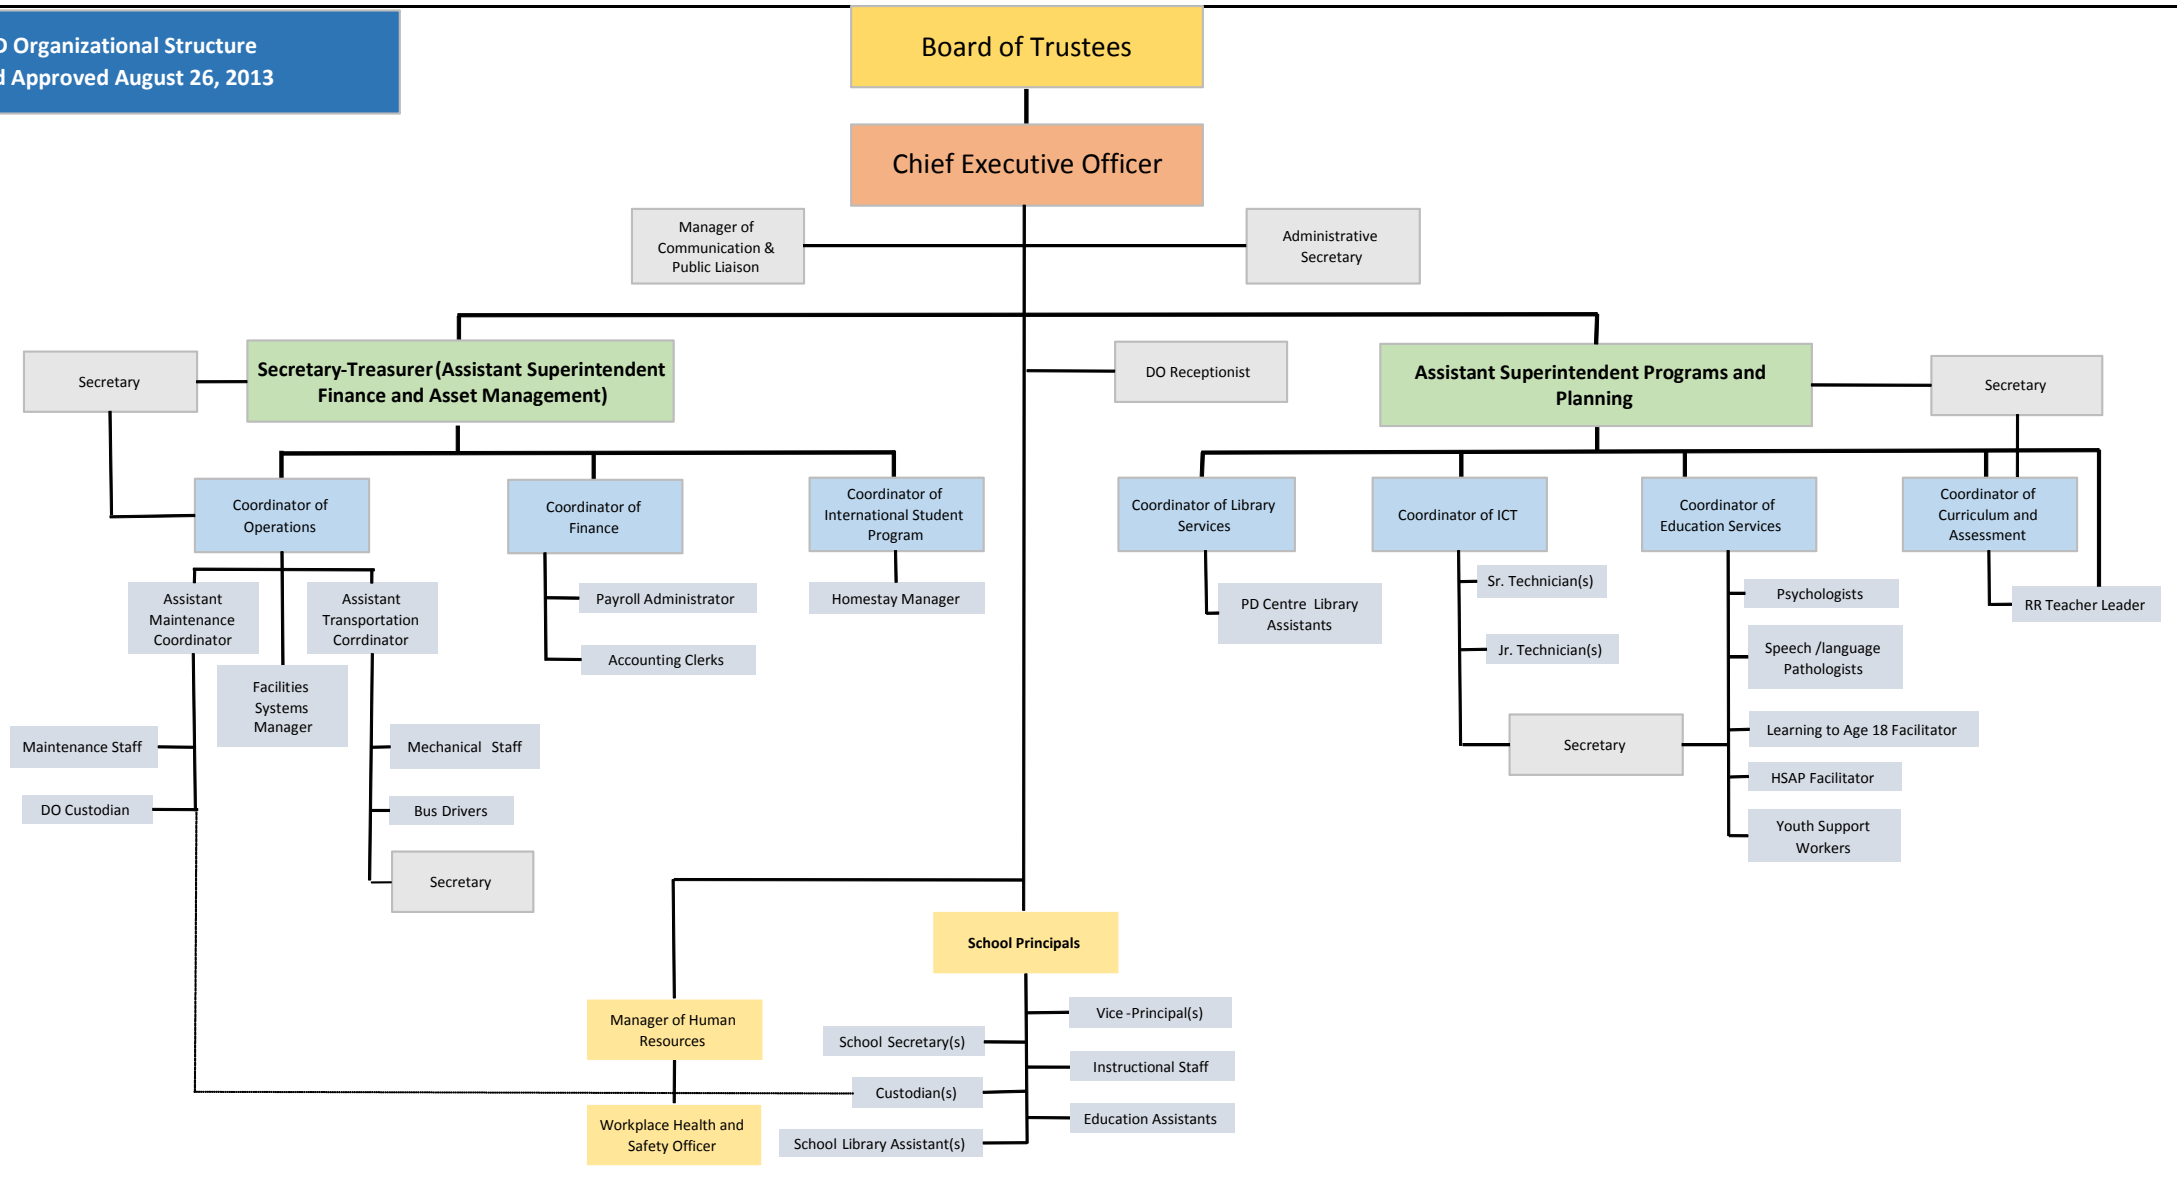 D Organizational Structure
d Approved August 26, 2013
Board of Trustees
Chief Executive Officer
Manager of
Communication &
Public Liaison
Administrative
Secretary
Secretary
Secretary-Treasurer (Assistant Superintendent
Finance and Asset Management)
DO Receptionist
Assistant Superintendent Programs and
Planning
Secretary
Coordinator of
Operations
Coordinator of
Finance
Coordinator of
International Student
Program
Coordinator of Library
Services
Coordinator of ICT
Coordinator of
Education Services
Coordinator of
Curriculum and
Assessment
Assistant
Maintenance
Coordinator
Assistant
Transportation
Corrdinator
Facilities
Systems
Manager
Maintenance Staff
DO Custodian
Mechanical Staff
Bus Drivers
Secretary
Payroll Administrator
Accounting Clerks
Homestay Manager
PD Centre Library
Assistants
Sr. Technician(s)
Jr. Technician(s)
Secretary
Psychologists
Speech /language
Pathologists
Learning to Age 18 Facilitator
HSAP Facilitator
Youth Support
Workers
RR Teacher Leader
School Principals
Manager of Human
Resources
Workplace Health and
Safety Officer
Vice -Principal(s)
School Secretary(s)
Instructional Staff
Custodian(s)
Education Assistants
School Library Assistant(s)